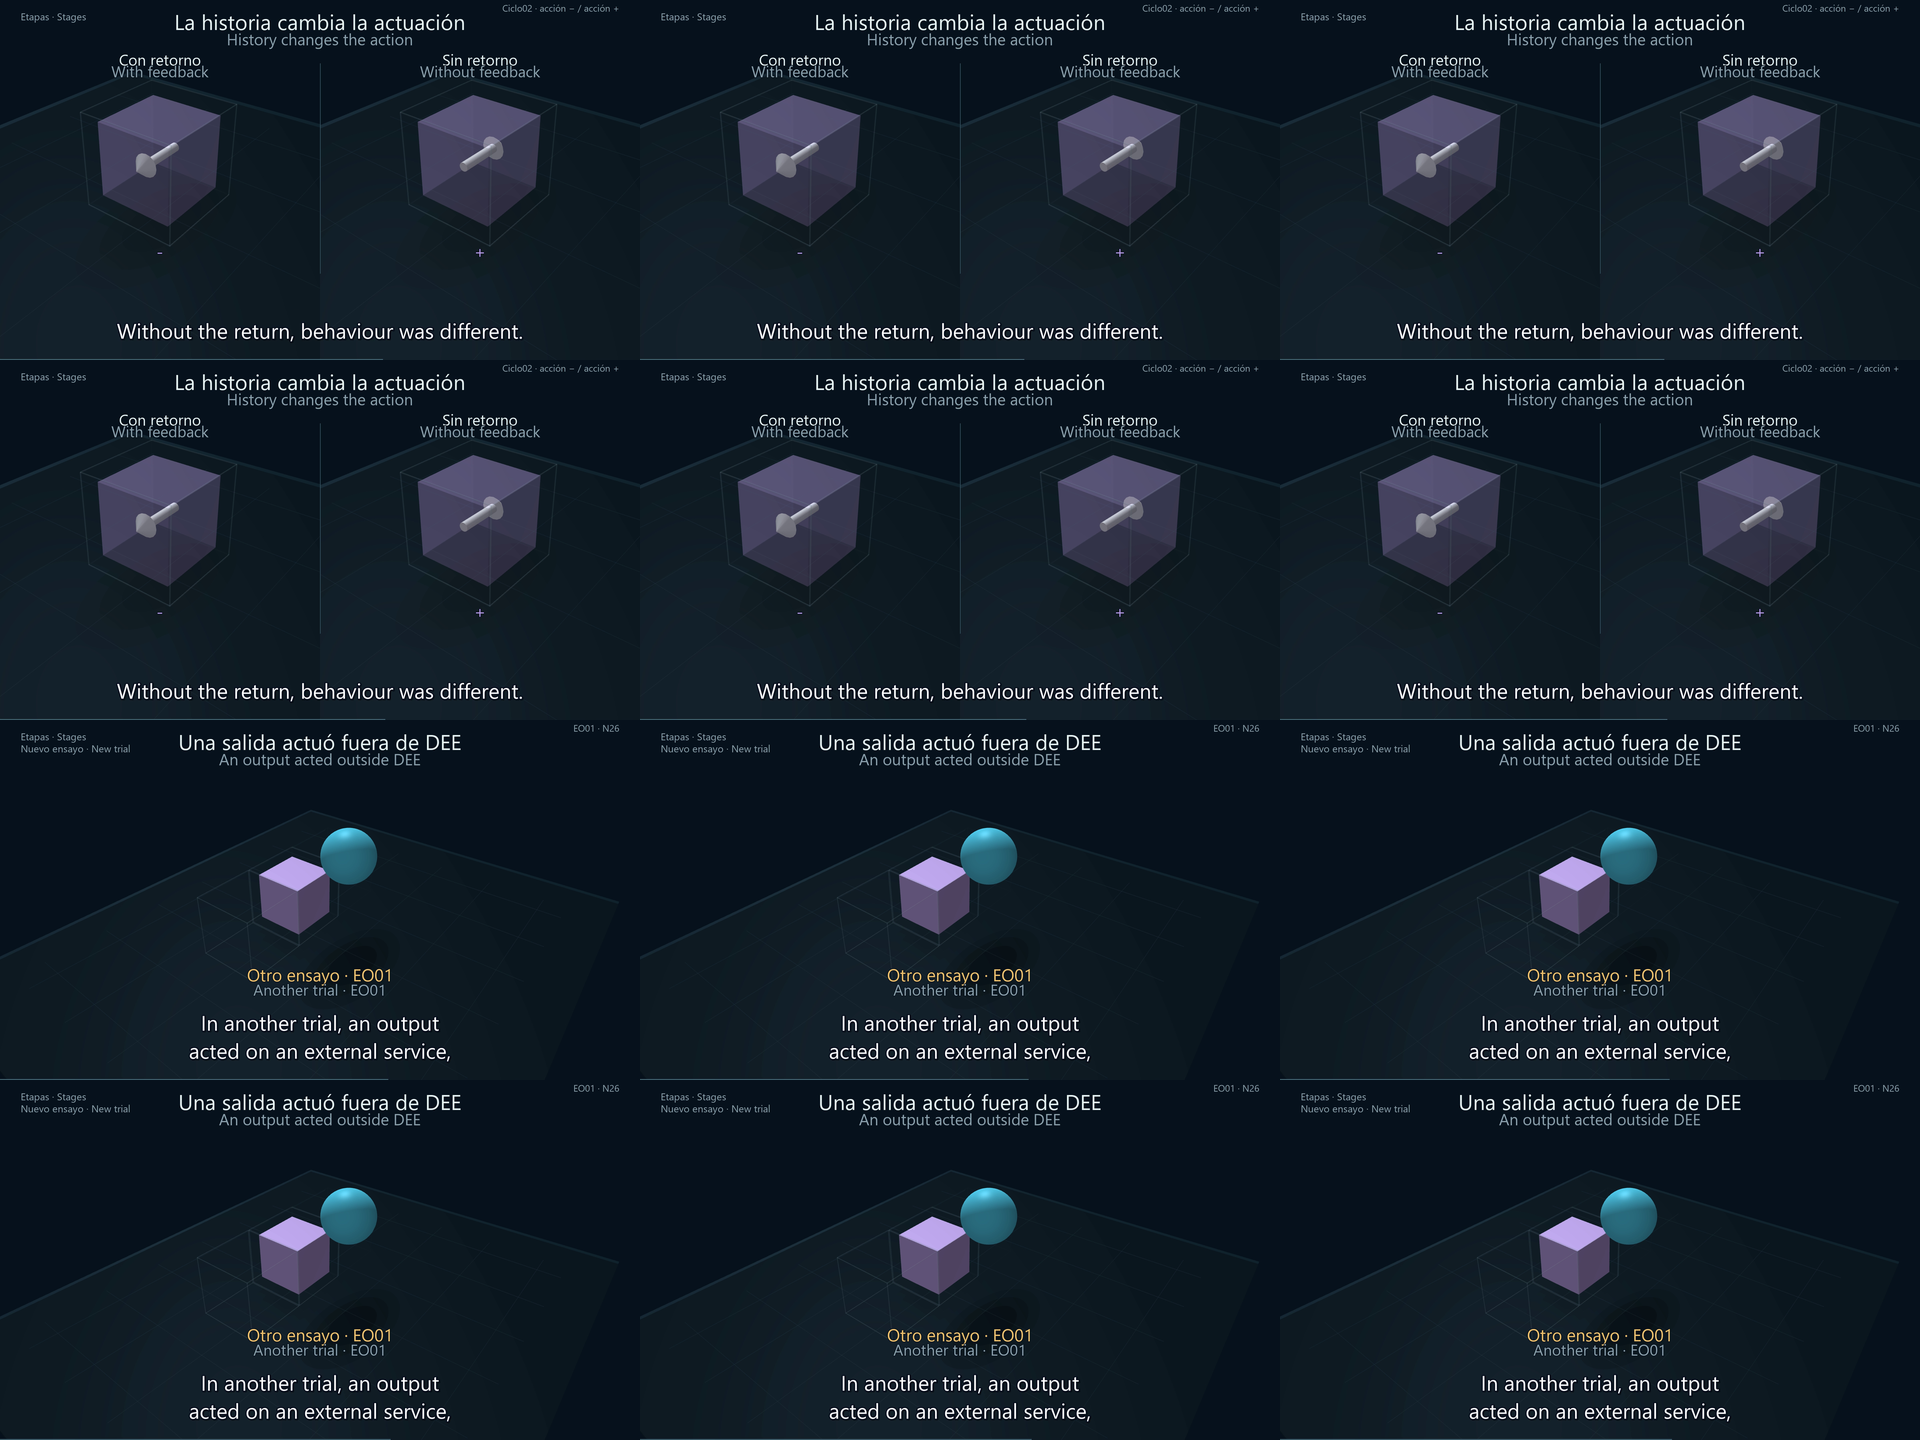 Etapas · Stages
Ciclo02 · acción − / acción +
La historia cambia la actuación
History changes the action
Con retorno
With feedback
Sin retorno
Without feedback
-
+
Without the return, behaviour was different.
Etapas · Stages
Ciclo02 · acción − / acción +
La historia cambia la actuación
History changes the action
Con retorno
With feedback
Sin retorno
Without feedback
-
+
Without the return, behaviour was different.
Etapas · Stages
Ciclo02 · acción − / acción +
La historia cambia la actuación
History changes the action
Con retorno
With feedback
Sin retorno
Without feedback
-
+
Without the return, behaviour was different.
Etapas · Stages
Ciclo02 · acción − / acción +
La historia cambia la actuación
History changes the action
Con retorno
With feedback
Sin retorno
Without feedback
-
+
Without the return, behaviour was different.
Etapas · Stages
Ciclo02 · acción − / acción +
La historia cambia la actuación
History changes the action
Con retorno
With feedback
Sin retorno
Without feedback
-
+
Without the return, behaviour was different.
Etapas · Stages
Ciclo02 · acción − / acción +
La historia cambia la actuación
History changes the action
Con retorno
With feedback
Sin retorno
Without feedback
-
+
Without the return, behaviour was different.
Etapas · Stages
Nuevo ensayo · New trial
EO01 · N26
Una salida actuó fuera de DEE
An output acted outside DEE
Otro ensayo · EO01
Another trial · EO01
In another trial, an output
acted on an external service,
Etapas · Stages
Nuevo ensayo · New trial
EO01 · N26
Una salida actuó fuera de DEE
An output acted outside DEE
Otro ensayo · EO01
Another trial · EO01
In another trial, an output
acted on an external service,
Etapas · Stages
Nuevo ensayo · New trial
EO01 · N26
Una salida actuó fuera de DEE
An output acted outside DEE
Otro ensayo · EO01
Another trial · EO01
In another trial, an output
acted on an external service,
Etapas · Stages
Nuevo ensayo · New trial
EO01 · N26
Una salida actuó fuera de DEE
An output acted outside DEE
Otro ensayo · EO01
Another trial · EO01
In another trial, an output
acted on an external service,
Etapas · Stages
Nuevo ensayo · New trial
EO01 · N26
Una salida actuó fuera de DEE
An output acted outside DEE
Otro ensayo · EO01
Another trial · EO01
In another trial, an output
acted on an external service,
Etapas · Stages
Nuevo ensayo · New trial
EO01 · N26
Una salida actuó fuera de DEE
An output acted outside DEE
Otro ensayo · EO01
Another trial · EO01
In another trial, an output
acted on an external service,